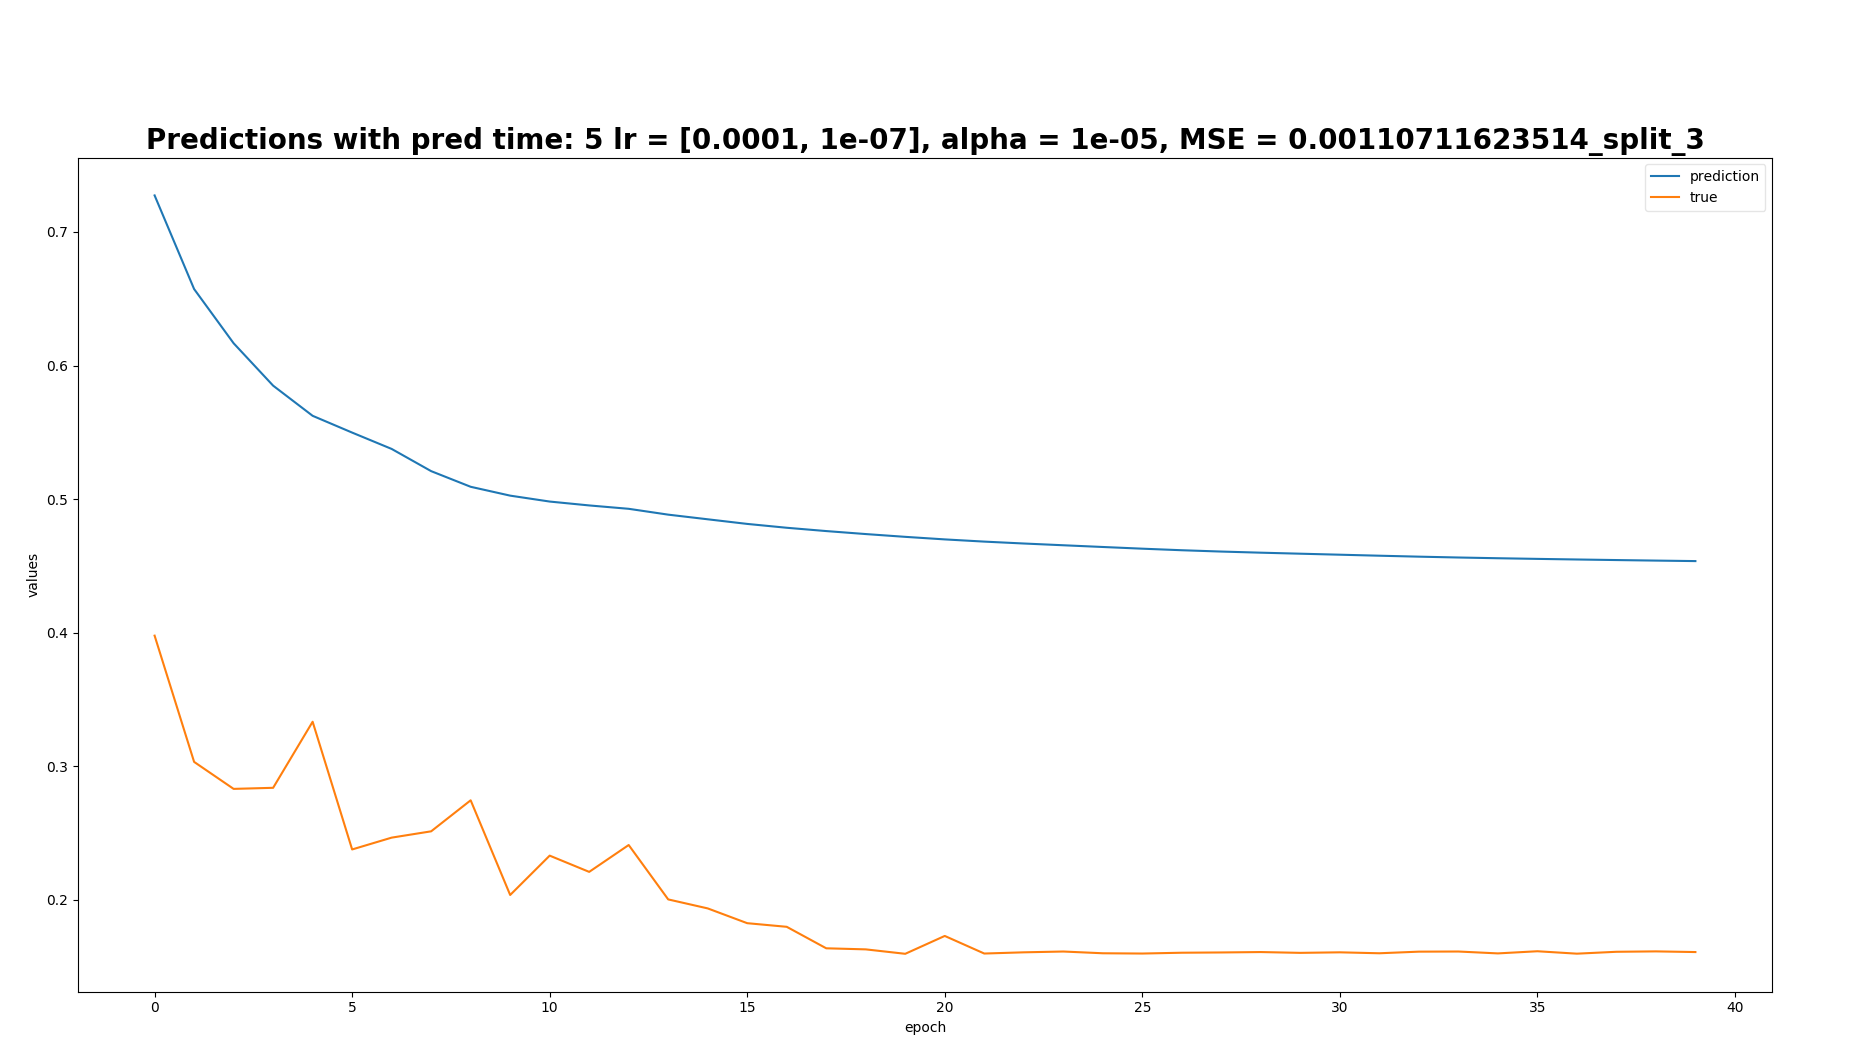 Predictions with pred time: 5 lr = [0.0001, 1e-07], alpha = 1e-05, MSE = 0.00110711623514_split_3
prediction
true
0.7
0.6
0.5
0.4
0.3
0.2
values
0 5 10 15 20 25 30 35 40
epoch